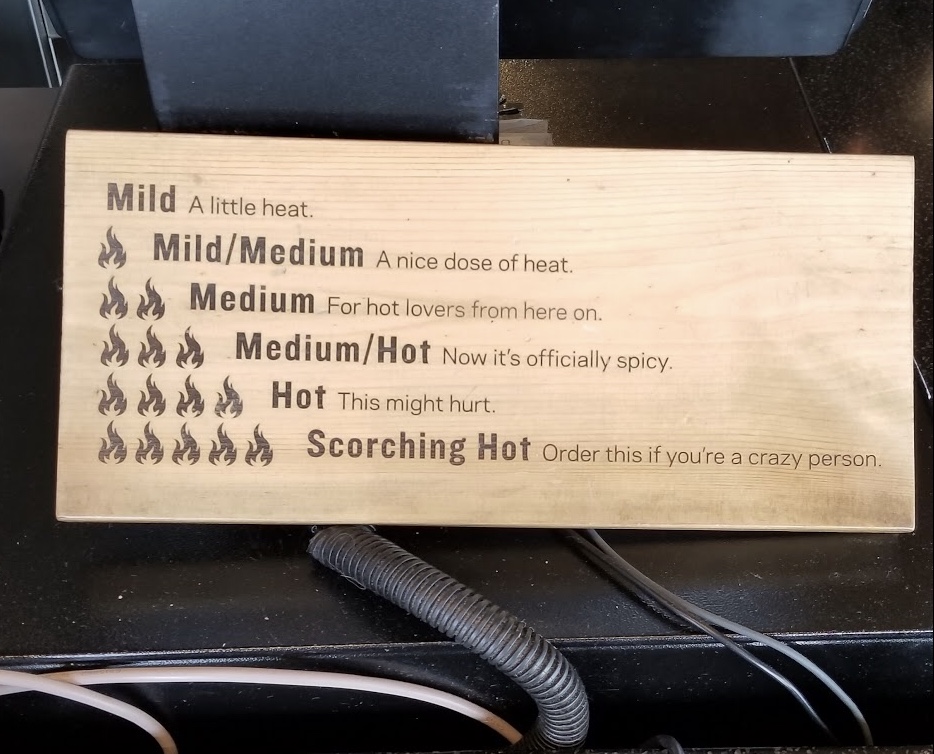 Mild A little heat.
Mild/Medium A nice dose of heat.
Medium For hot lovers from here on.
Medium/Hot Now it's officially spicy.
Hot This might hurt.
Scorching Hot Order this if you're a crazy person.